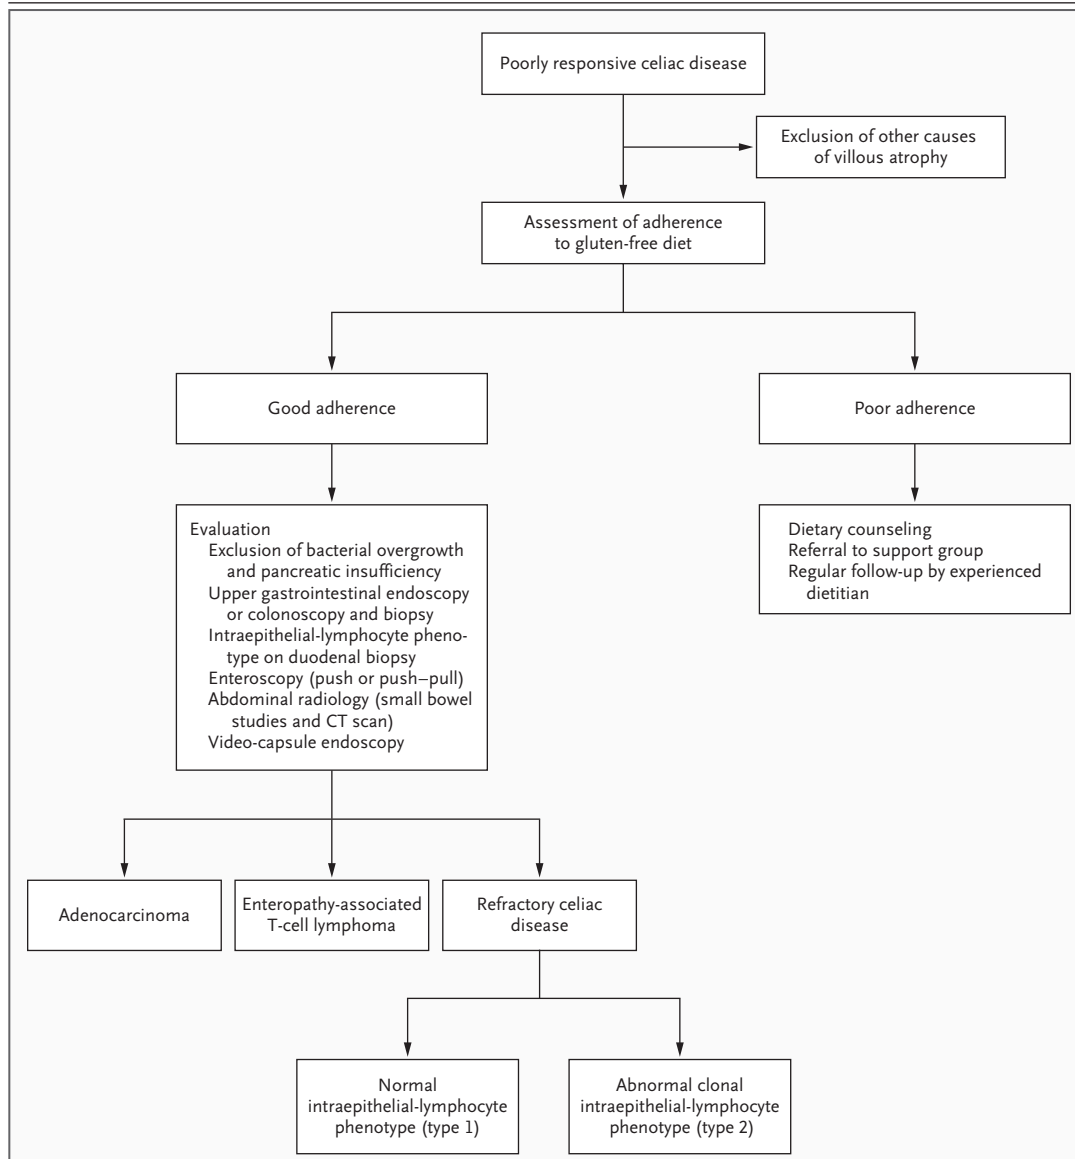 Poorly responsive celiac disease
Exclusion of other causes
of villous atrophy
Assessment of adherence
to gluten-free diet
Good adherence
Poor adherence
Evaluation
Exclusion of bacterial overgrowth
and pancreatic insufficiency
Upper gastrointestinal endoscopy
or colonoscopy and biopsy
Intraepithelial-lymphocyte pheno-
type on duodenal biopsy
Enteroscopy (push or push–pull)
Abdominal radiology (small bowel
studies and CT scan)
Video-capsule endoscopy
Dietary counseling
Referral to support group
Regular follow-up by experienced
dietitian
Adenocarcinoma
Enteropathy-associated
T-cell lymphoma
Refractory celiac
disease
Normal
intraepithelial-lymphocyte
phenotype (type 1)
Abnormal clonal
intraepithelial-lymphocyte
phenotype (type 2)